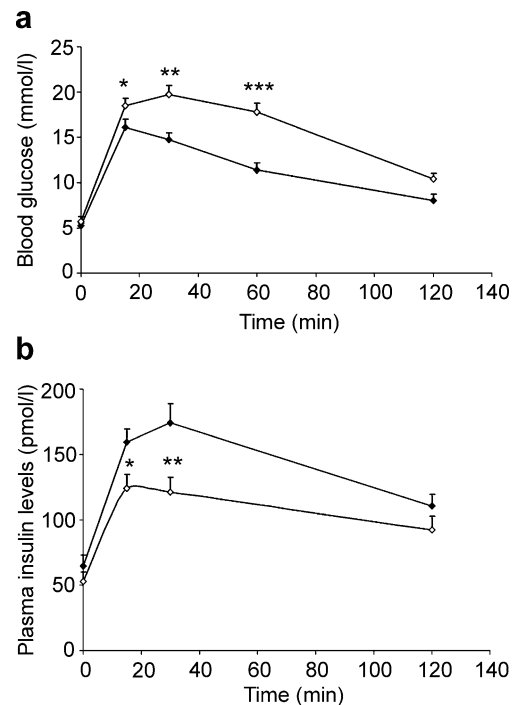 a
Blood glucose (mmol/l)
25
20
15
10
5
0
* ** ***
0 20 40 60 80 100 120 140
Time (min)
b
Plasma insulin levels (pmol/l)
200
150
100
50
0
* **
0 20 40 60 80 100 120 140
Time (min)